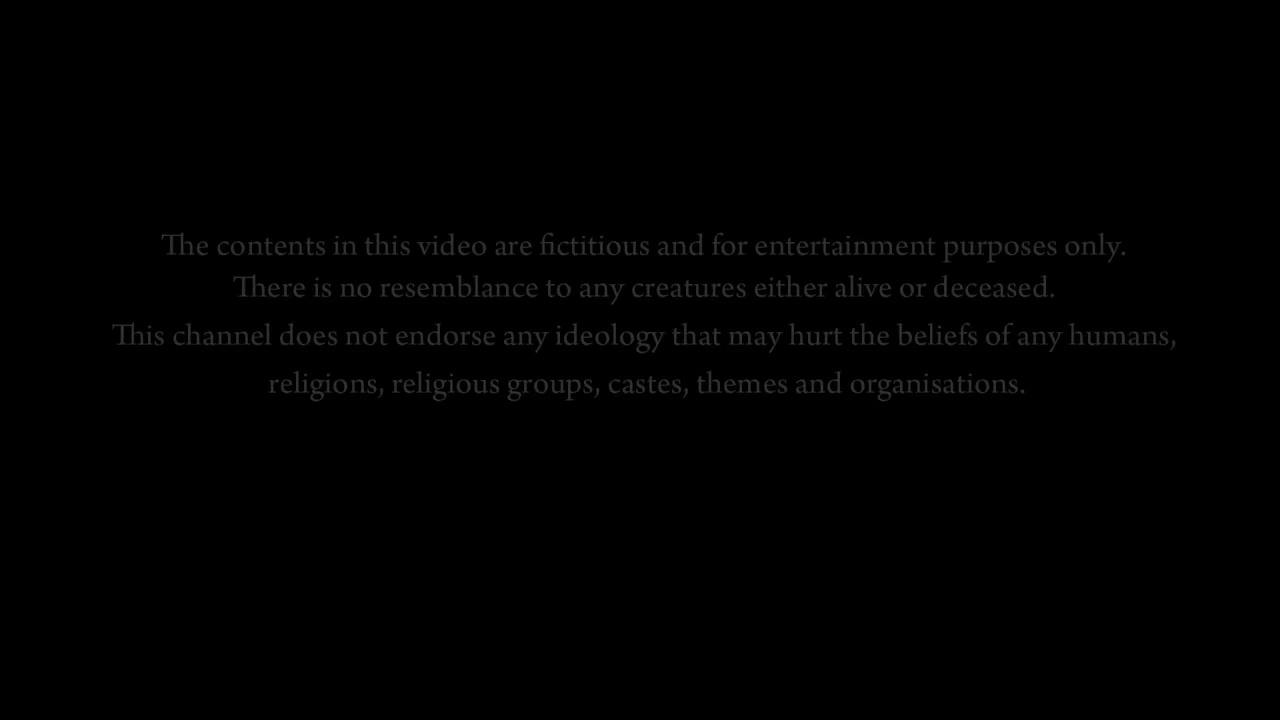 The contents in this video are fictitious and for entertainment purposes only.
There is no resemblance to any creatures either alive or deceased.
This channel does not endorse any ideology that may hurt the beliefs of any humans,
religions, religious groups, castes, themes and organisations.